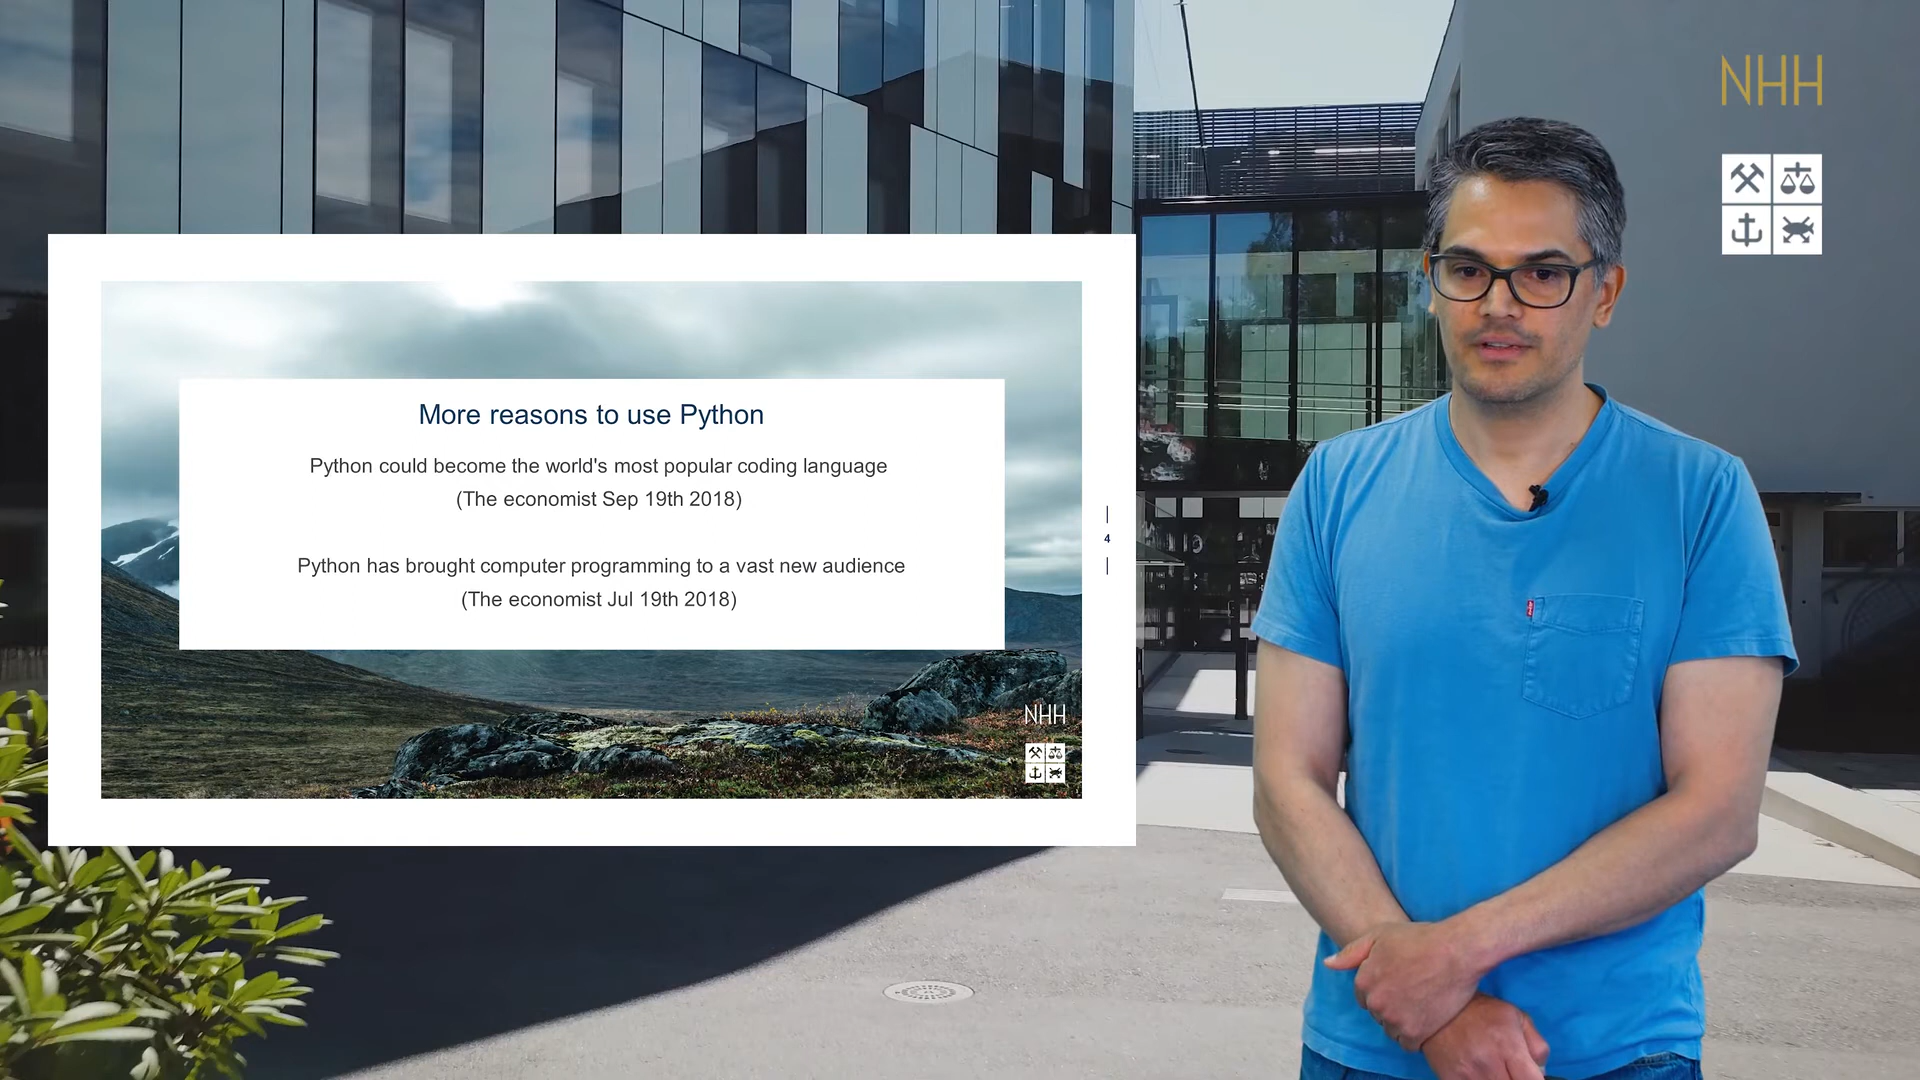 NHH
More reasons to use Python
Python could become the world's most popular coding language
(The economist Sep 19th 2018)
Python has brought computer programming to a vast new audience
(The economist Jul 19th 2018)
4
NHH